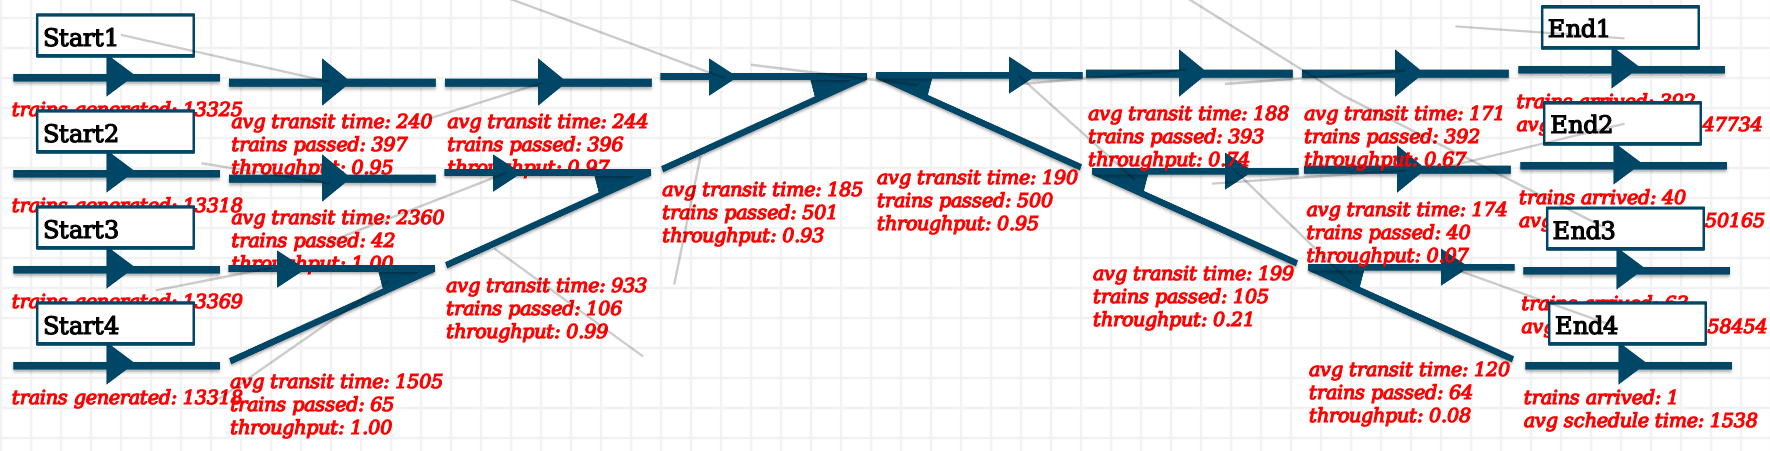 Start1
trains generated: 13325
Start2
trains generated: 13318
Start3
trains generated: 13369
Start4
trains generated: 13318
avg transit time: 240
trains passed: 397
throughput: 0.95
avg transit time: 2360
trains passed: 42
throughput: 1.00
avg transit time: 1505
trains passed: 65
throughput: 1.00
avg transit time: 244
trains passed: 396
throughput: 0.97
avg transit time: 933
trains passed: 106
throughput: 0.99
avg transit time: 185
trains passed: 501
throughput: 0.93
avg transit time: 190
trains passed: 500
throughput: 0.95
avg transit time: 188
trains passed: 393
throughput: 0.74
avg transit time: 199
trains passed: 105
throughput: 0.21
avg transit time: 171
trains passed: 392
throughput: 0.67
avg transit time: 174
trains passed: 40
throughput: 0.07
avg transit time: 120
trains passed: 64
throughput: 0.08
End1
trains arrived: 392
avg 47734
End2
trains arrived: 40
avg 50165
End3
trains arrived: 63
avg 58454
End4
trains arrived: 1
avg schedule time: 1538